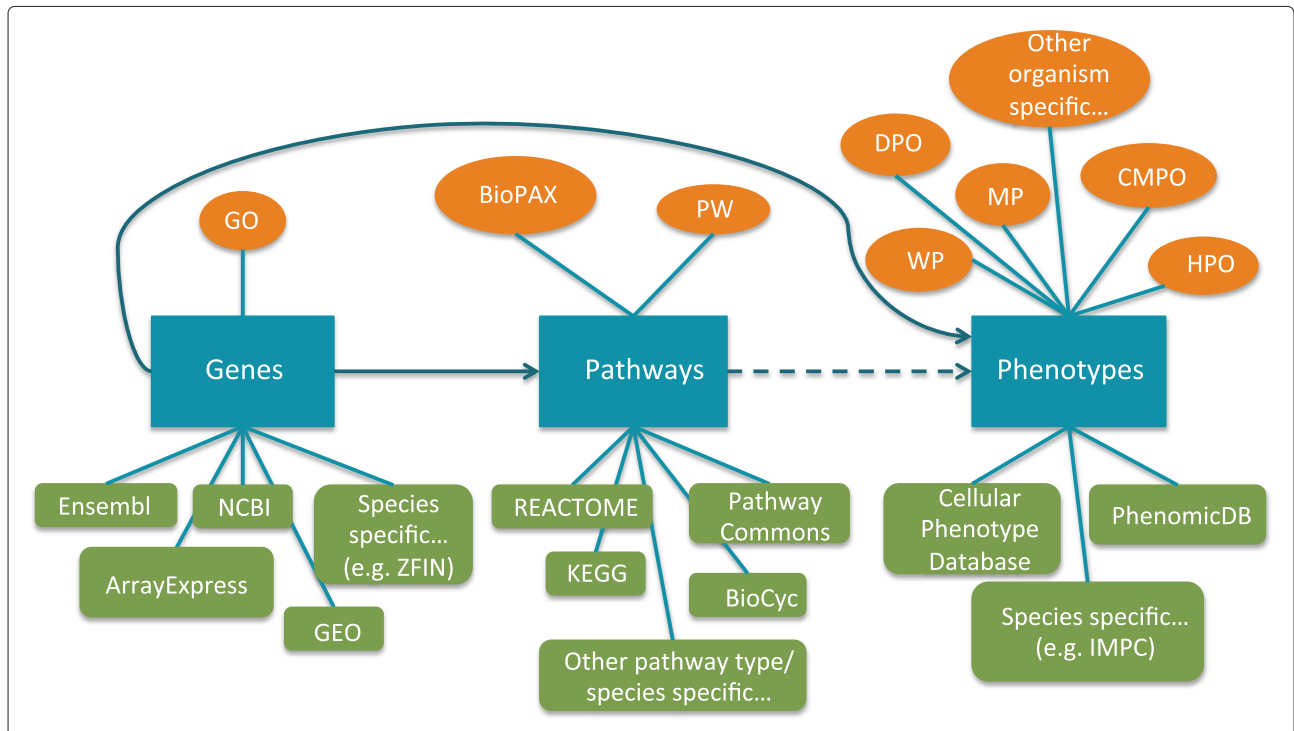 Other
organism
specific...
DPO
BioPAX
MP
CMPO
GO
PW
WP
HPO
Genes
Pathways
Phenotypes
Ensembl
NCBI
Species
specific...
(e.g. ZFIN)
ArrayExpress
GEO
REACTOME
Pathway
Commons
KEGG
BioCyc
Other pathway type/
species specific...
Cellular
Phenotype
Database
PhenomicDB
Species specific...
(e.g. IMPC)